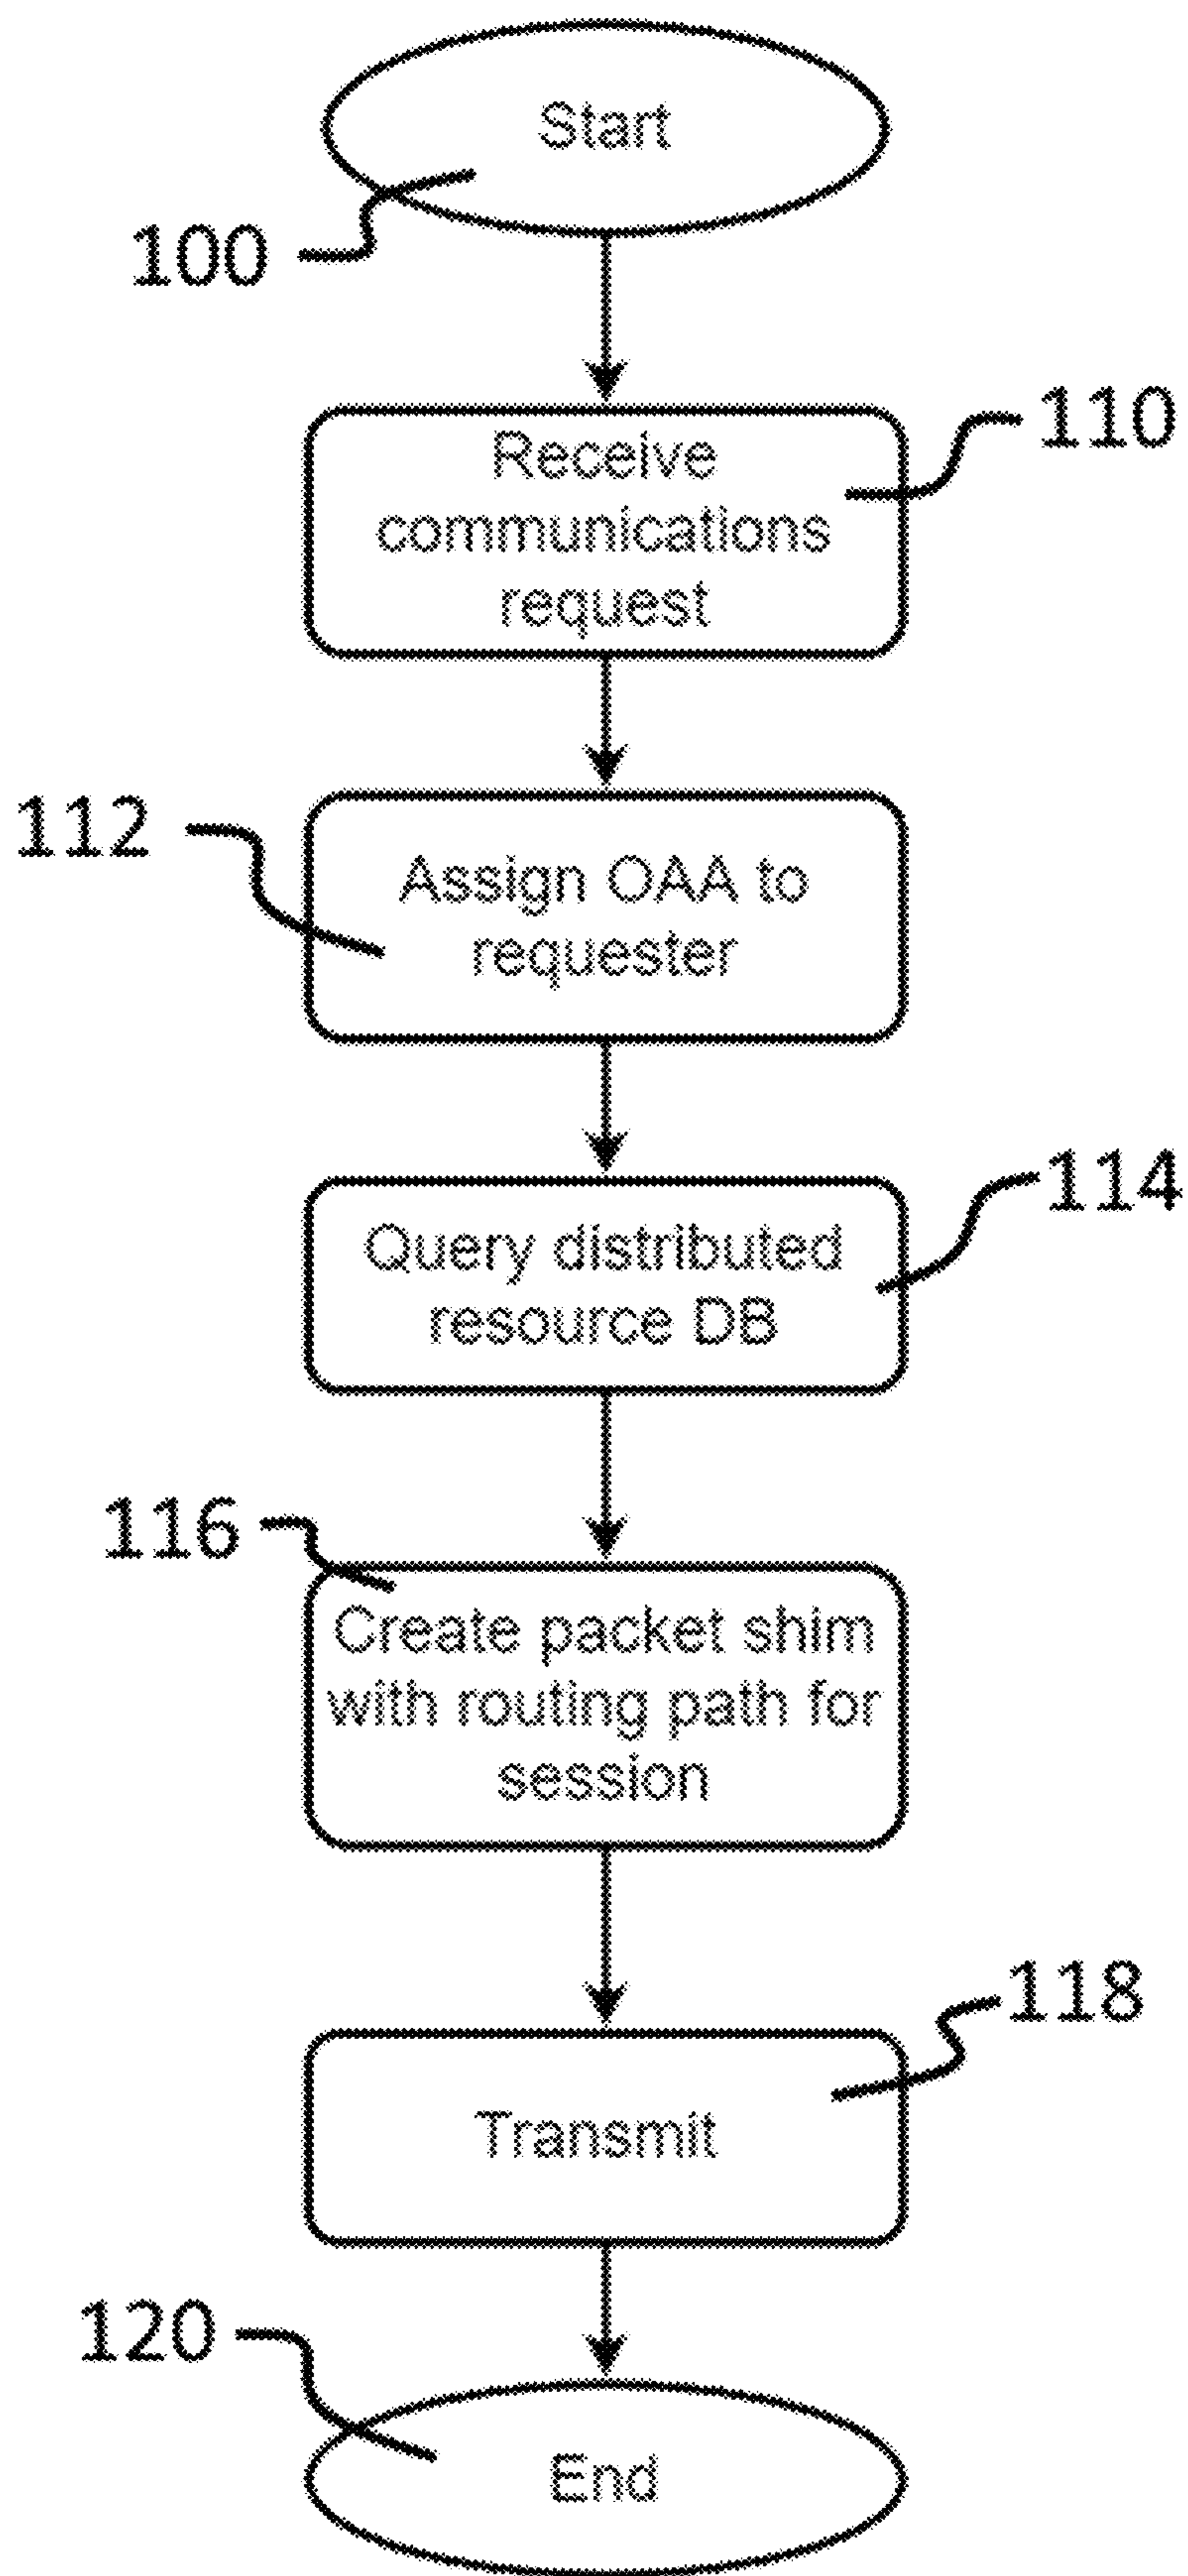 Start
100
110
Receive
communications
request
112
Assign OAA to
requester
114
Query distributed
resource DB
116
Create packet shim
with routing path for
session
118
Transmit
120
End